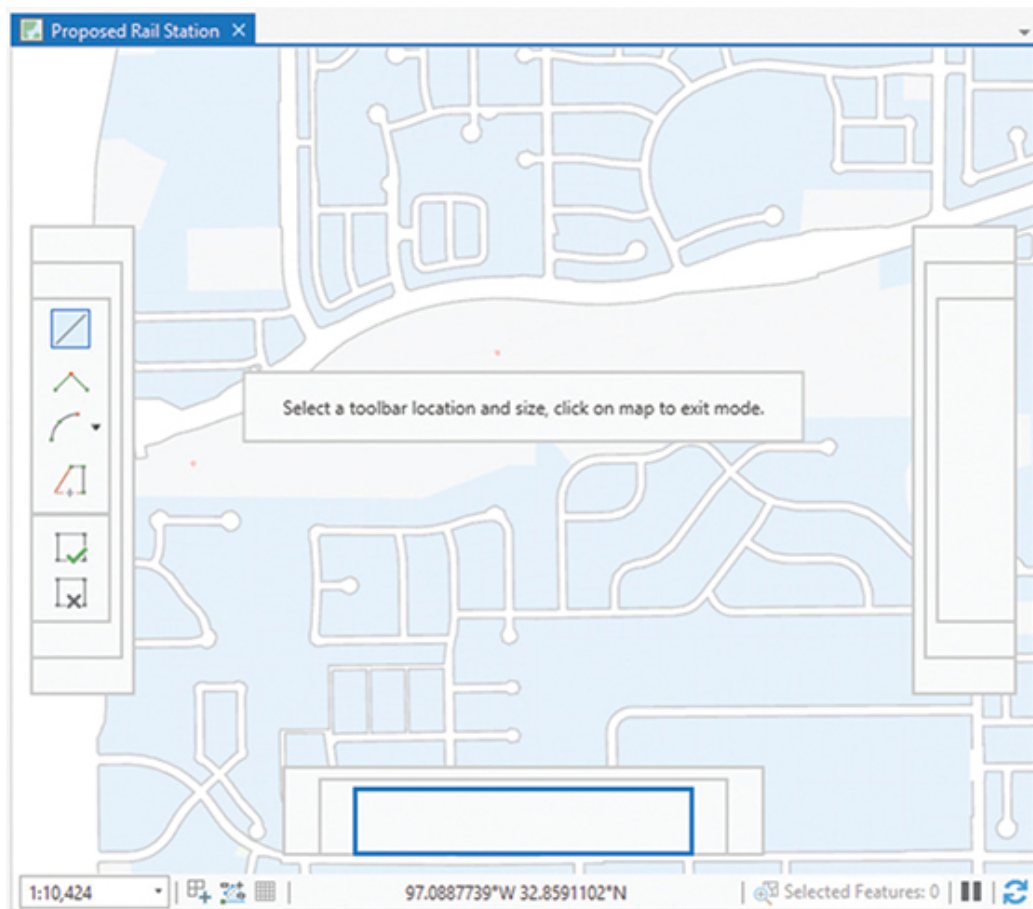 Proposed Rail Station
Select a toolbar location and size, click on map to exit mode.
1:10,424
97.0887739°W 32.8591102°N
Selected Features: 0